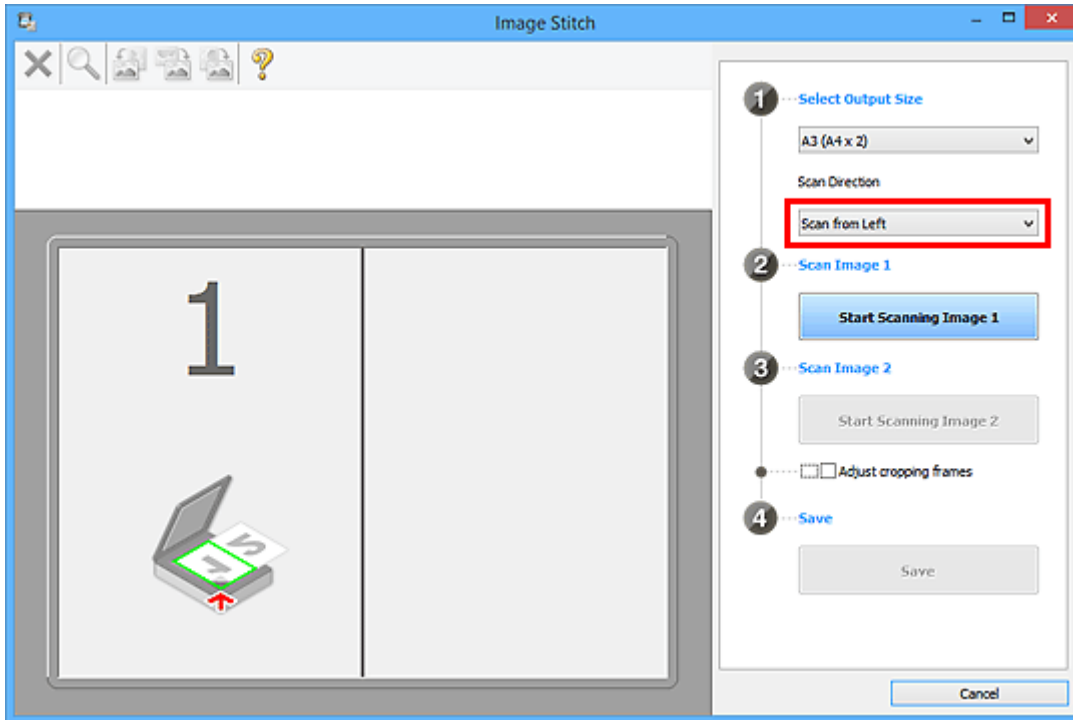 Image Stitch
1 Select Output Size
A3 (A4 x 2)
Scan Direction
Scan from Left
2 Scan Image 1
Start Scanning Image 1
3 Scan Image 2
Start Scanning Image 2
Adjust cropping frames
4 Save
Save
Cancel
1
1 2